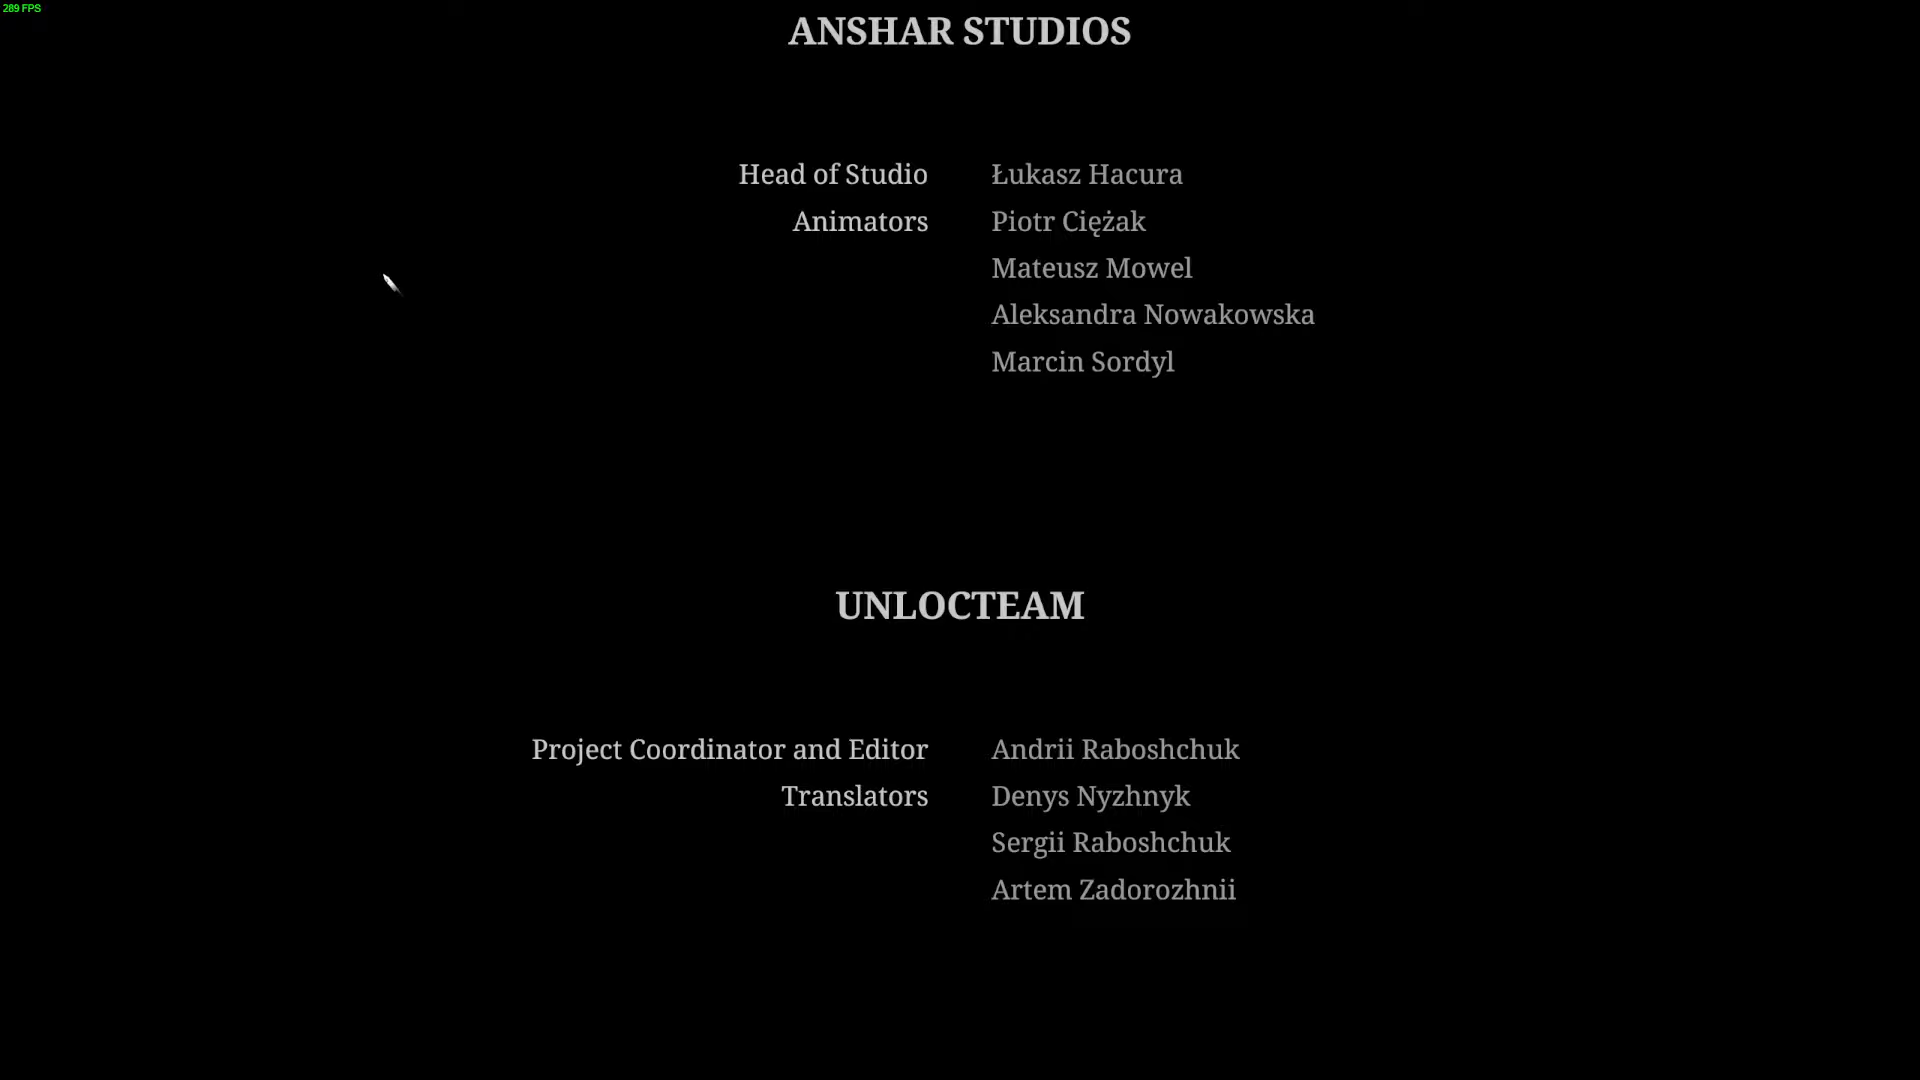 289 FPS
ANSHAR STUDIOS
Head of Studio Łukasz Hacura
Animators Piotr Ciężak
Mateusz Mowel
Aleksandra Nowakowska
Marcin Sordyl
UNLOCTEAM
Project Coordinator and Editor Andrii Raboshchuk
Translators Denys Nyzhnyk
Sergii Raboshchuk
Artem Zadorozhnii